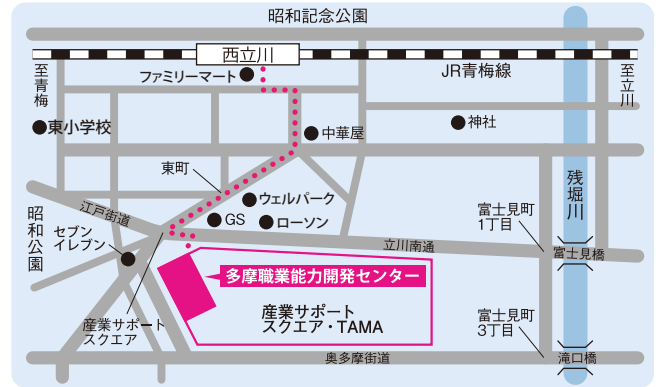 昭和記念公園
西立川
JR青梅線
至青梅
至立川
ファミリーマート
東小学校
中華屋
神社
東町
ウェルパーク
GS
ローソン
残堀川
江戸街道
昭和公園
セブン
イレブン
富士見町
1丁目
立川南通
富士見橋
多摩職業能力開発センター
産業サポート
スクエア・TAMA
産業サポート
スクエア
富士見町
3丁目
奥多摩街道
滝口橋